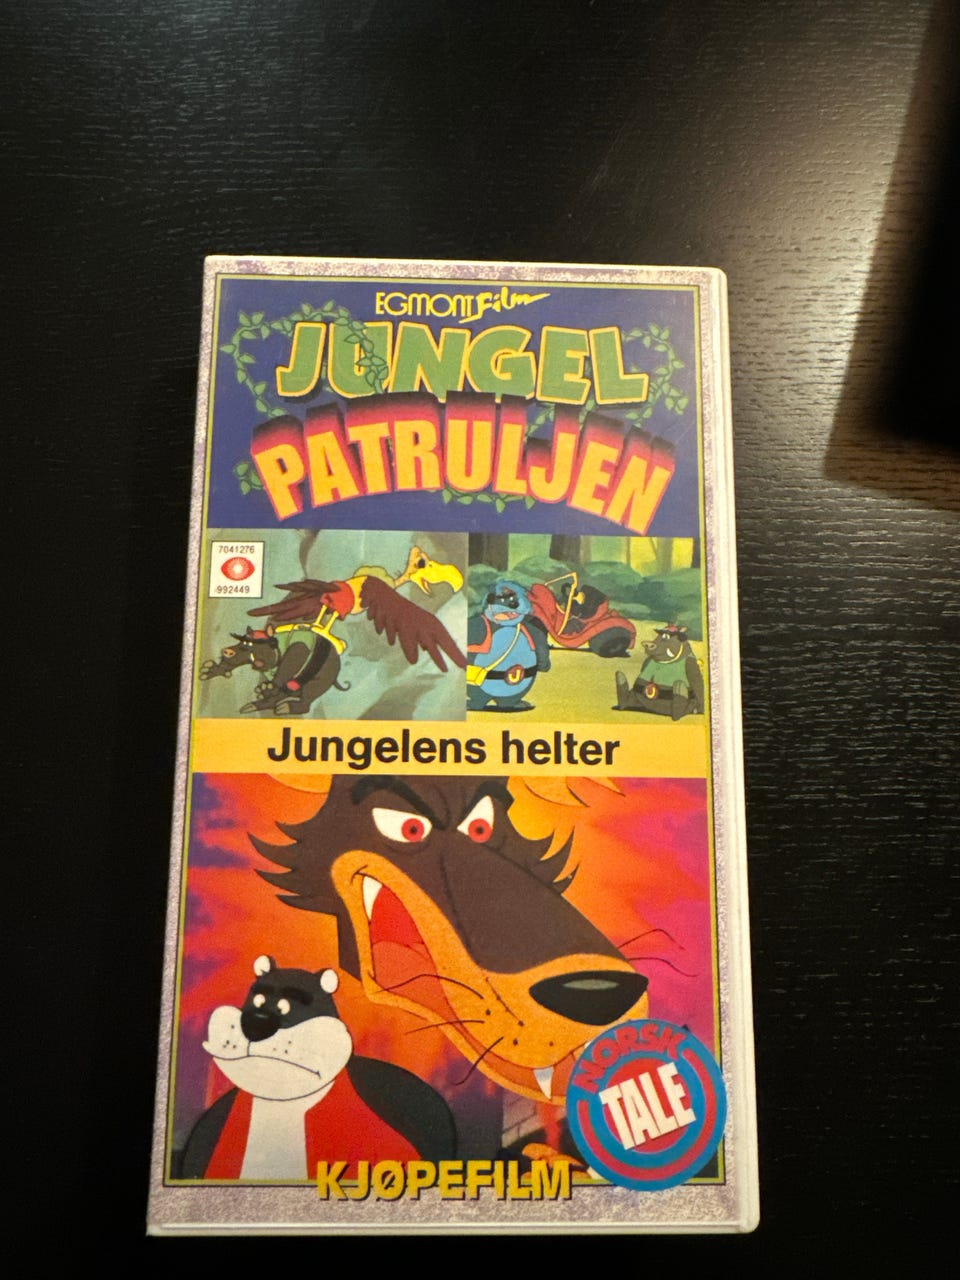 EGMONT Film
JUNGEL
PATRULJEN
7041276
992449
J
J
Jungelens helter
NORSK
TALE
KJØPEFILM